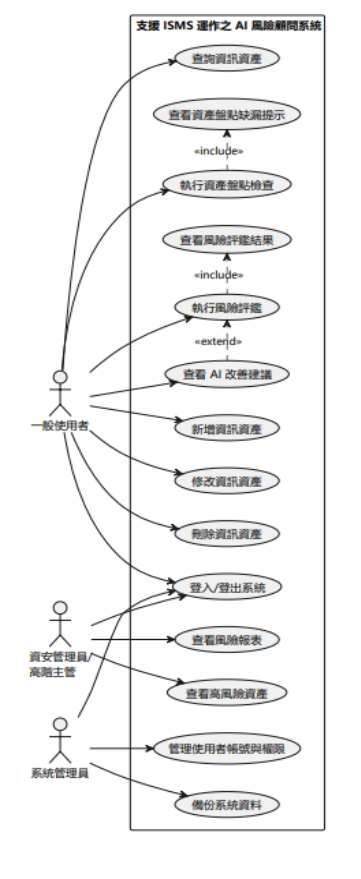 支援 ISMS 運作之 AI 風險顧問系統
查詢資訊資產
查看資產盤點缺漏提示
«include»
執行資產盤點檢查
查看風險評鑑結果
«include»
執行風險評鑑
«extend»
查看 AI 改善建議
一般使用者
新增資訊資產
修改資訊資產
刪除資訊資產
登入/登出系統
資安管理員/
高階主管
查看風險報表
查看高風險資產
系統管理員
管理使用者帳號與權限
備份系統資料